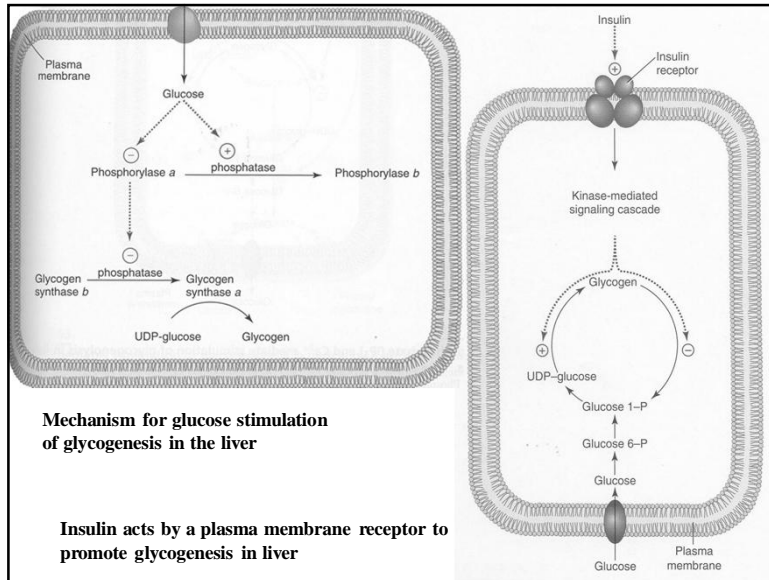 Plasma
membrane
Glucose
−
+
Phosphorylase a
phosphatase
Phosphorylase b
−
Glycogen
synthase b
phosphatase
Glycogen
synthase a
UDP-glucose
Glycogen
Mechanism for glucose stimulation
of glycogenesis in the liver
Insulin acts by a plasma membrane receptor to
promote glycogenesis in liver
Insulin
+
Insulin
receptor
Kinase-mediated
signaling cascade
Glycogen
+
−
UDP–glucose
Glucose 1–P
Glucose 6–P
Glucose
Plasma
membrane
Glucose